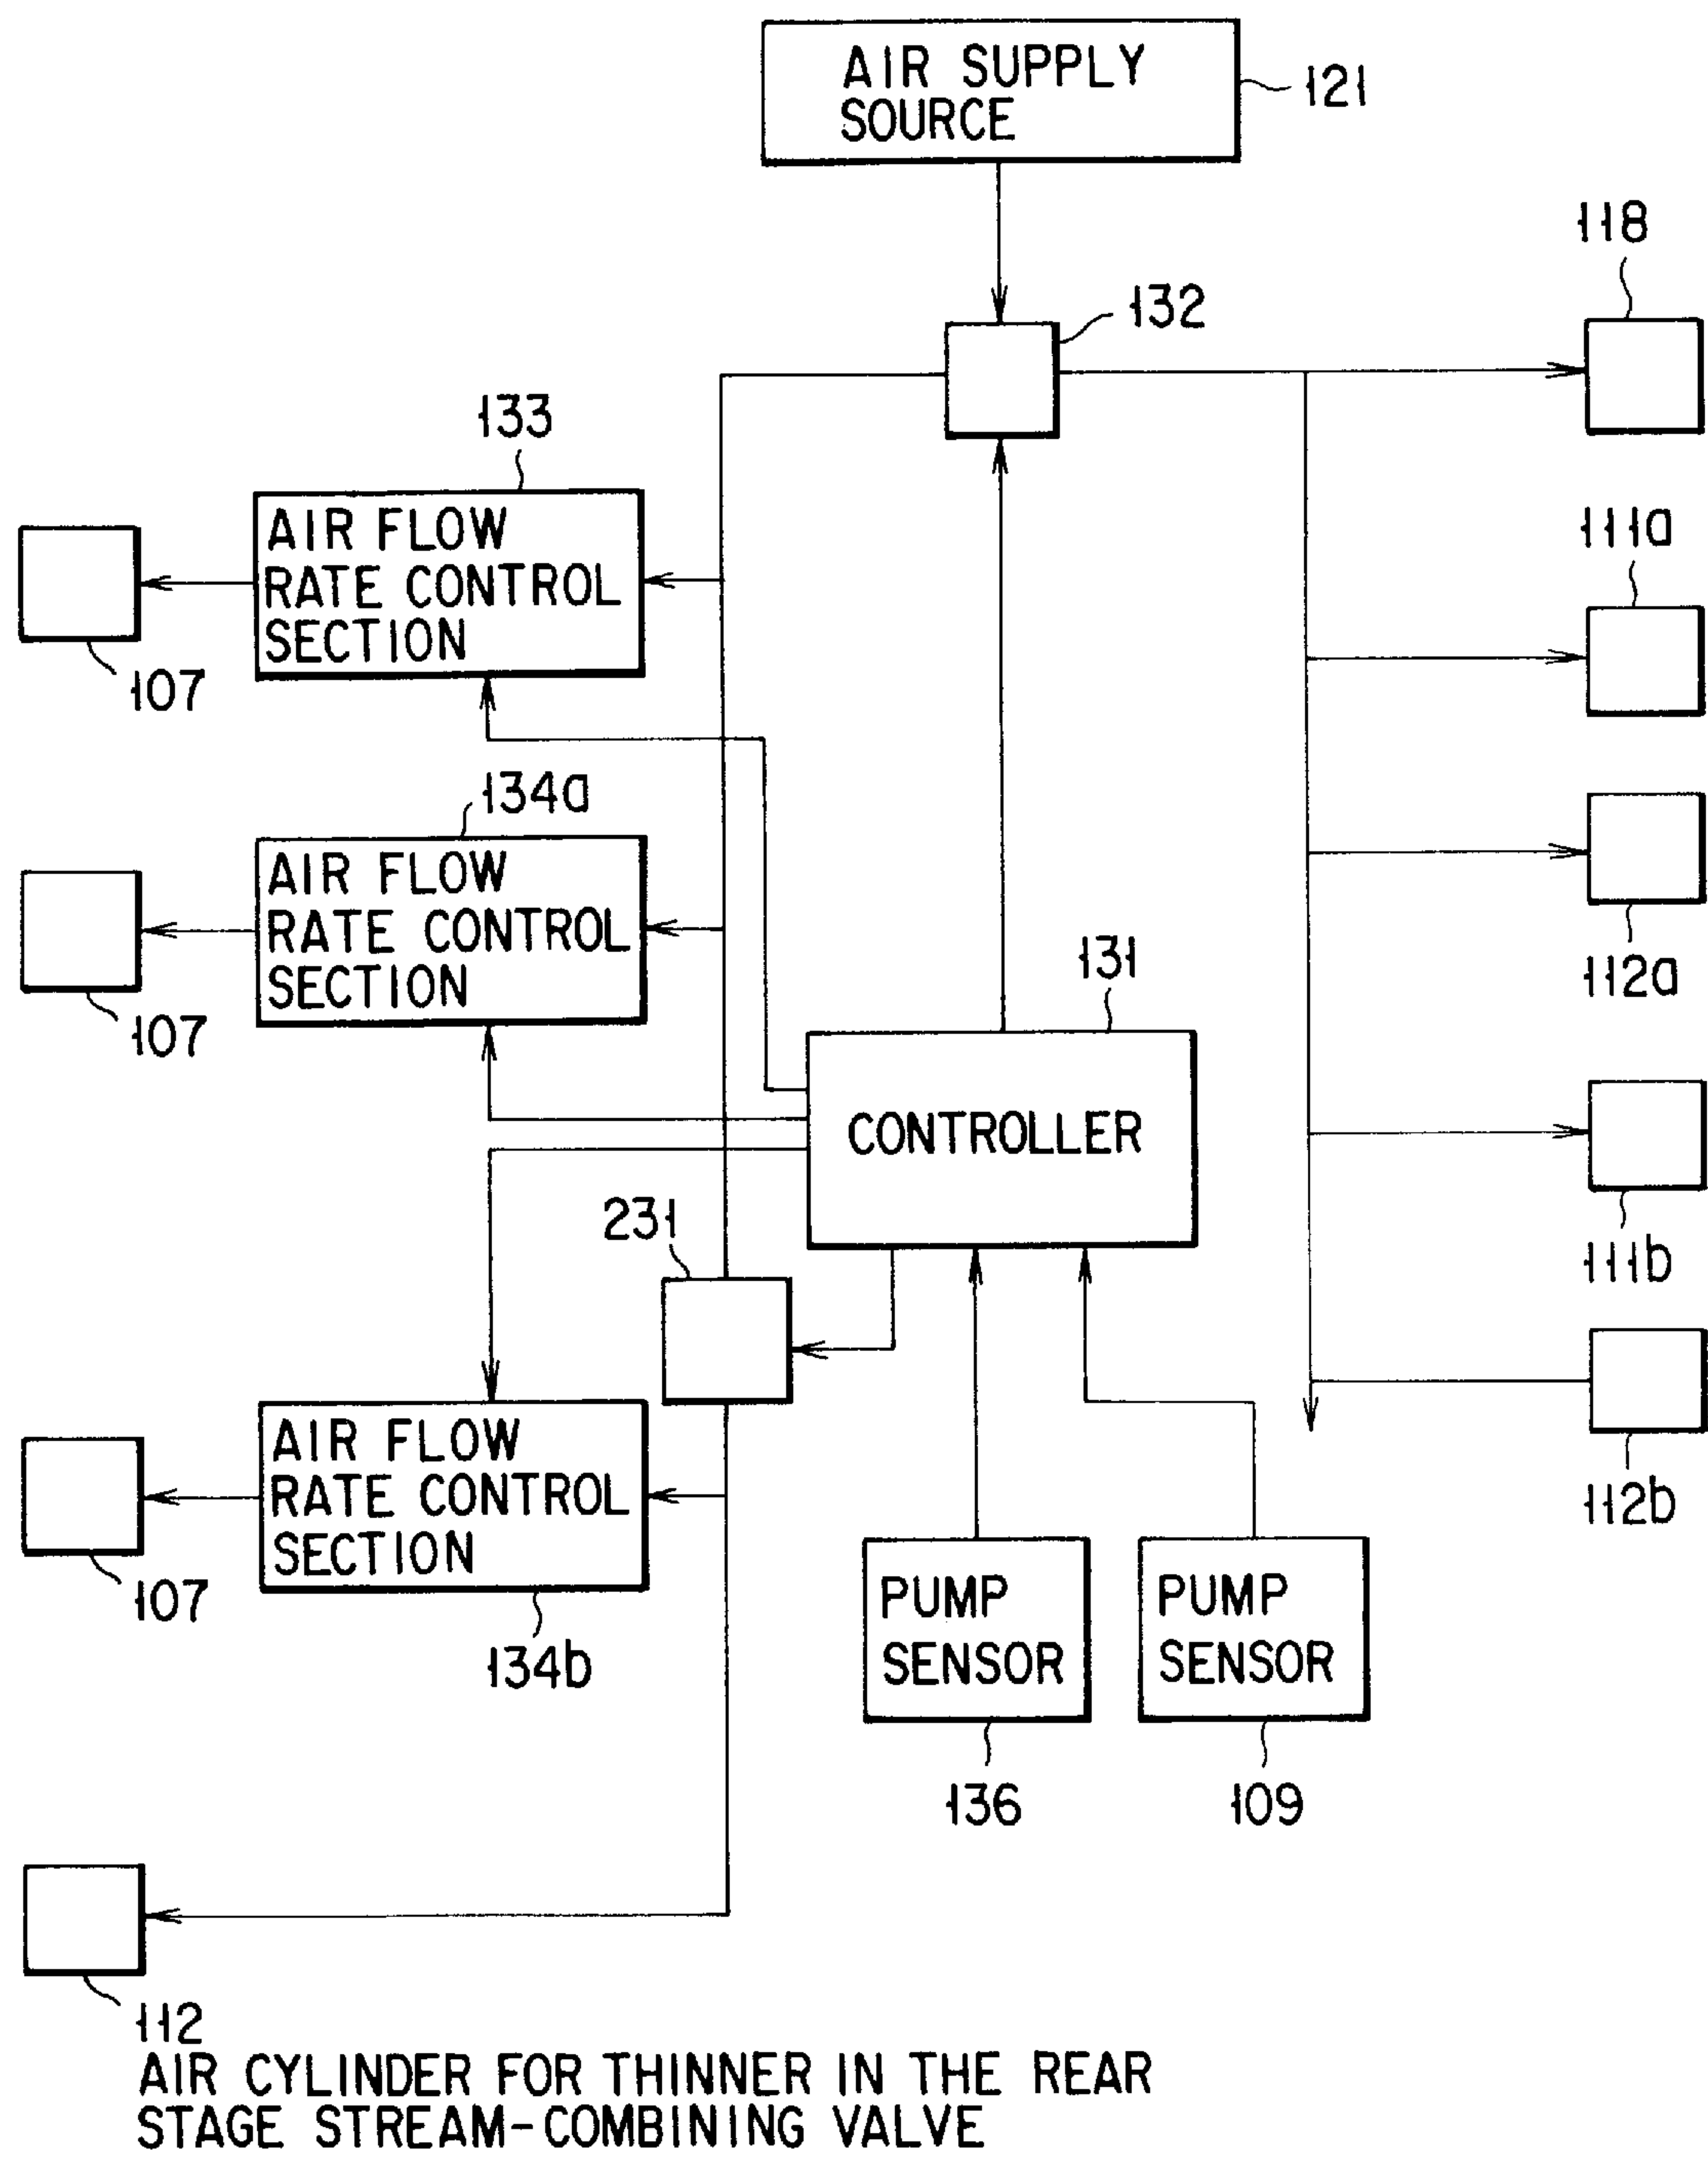 AIR SUPPLY
SOURCE
121
118
132
133
AIR FLOW
RATE CONTROL
SECTION
107
111a
134a
AIR FLOW
RATE CONTROL
SECTION
107
112a
131
CONTROLLER
231
111b
AIR FLOW
RATE CONTROL
SECTION
107
134b
112b
PUMP
SENSOR
136
PUMP
SENSOR
109
112
AIR CYLINDER FOR THINNER IN THE REAR
STAGE STREAM-COMBINING VALVE